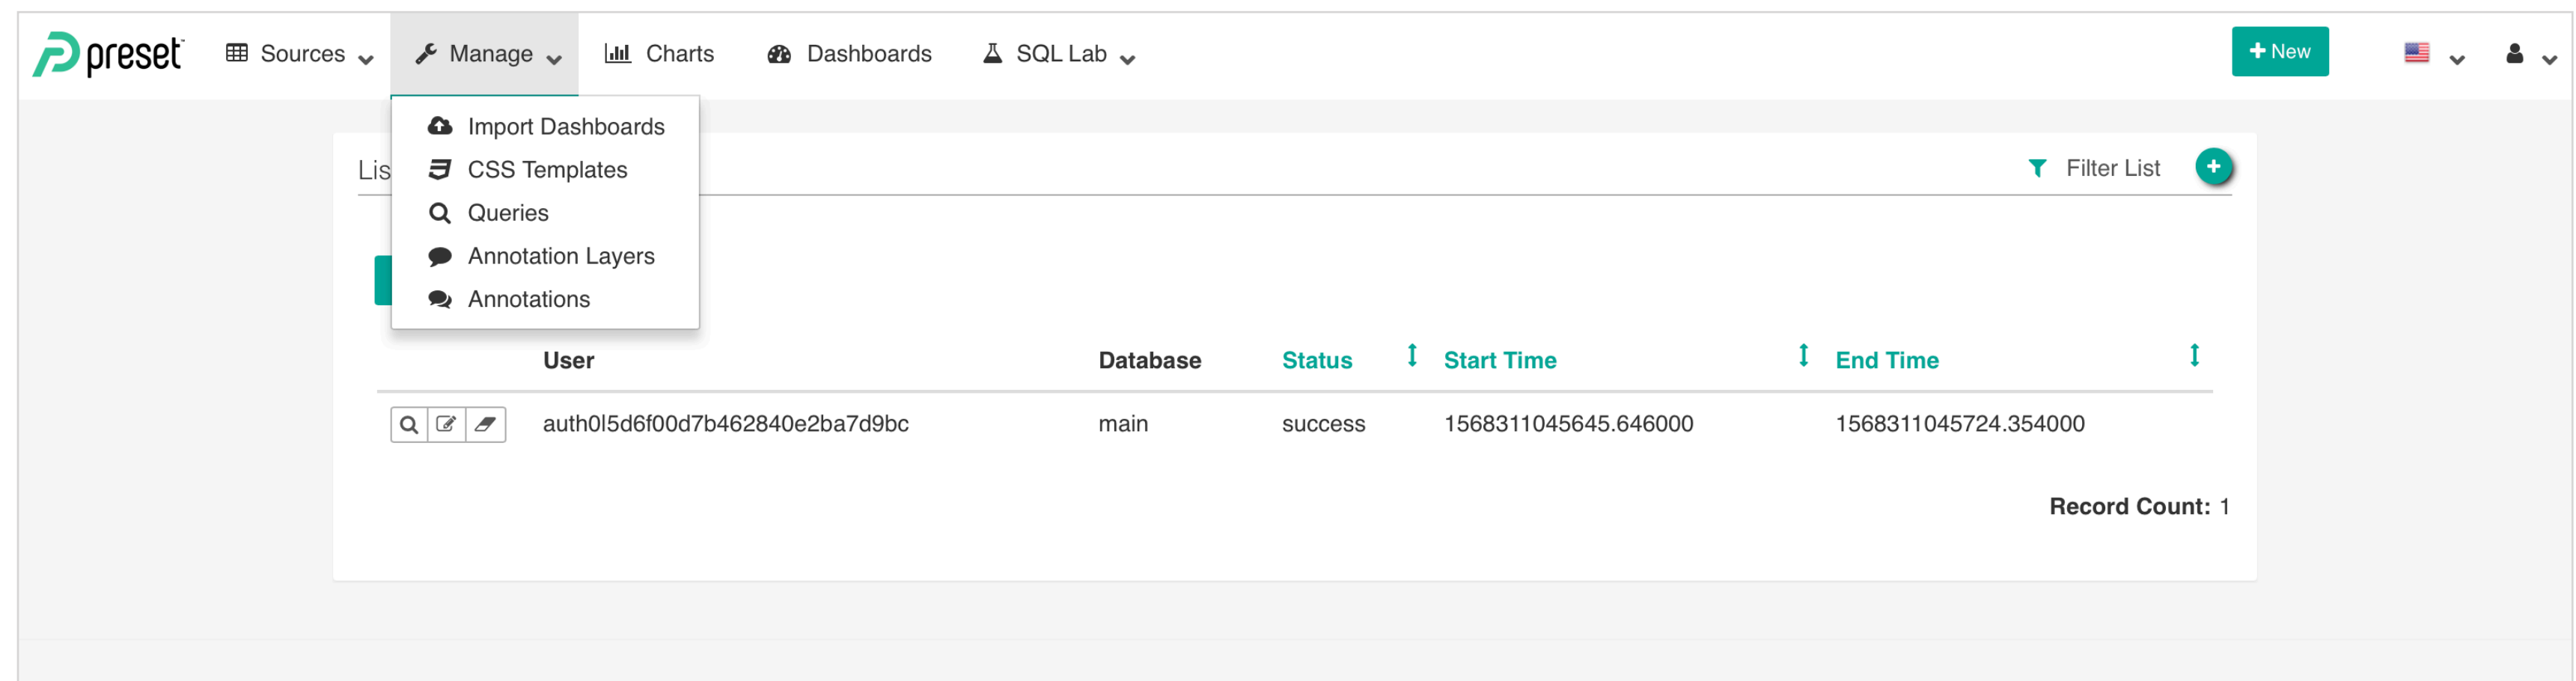 preset™ Sources Manage Charts Dashboards SQL Lab + New
Import Dashboards
Lis Filter List
CSS Templates
Queries
Annotation Layers
Annotations
User Database Status Start Time End Time
auth0l5d6f00d7b462840e2ba7d9bc main success 1568311045645.646000 1568311045724.354000
Record Count: 1